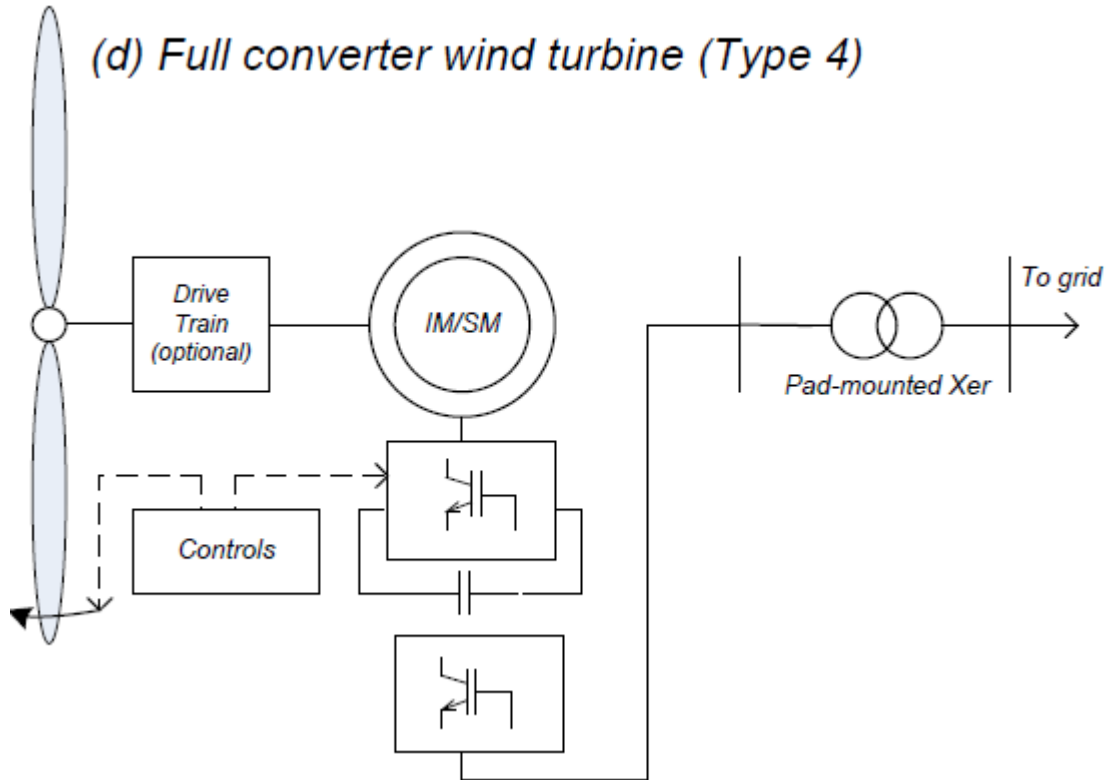 (d) Full converter wind turbine (Type 4)
To grid
Drive
Train
(optional)
IM/SM
Pad-mounted Xer
Controls